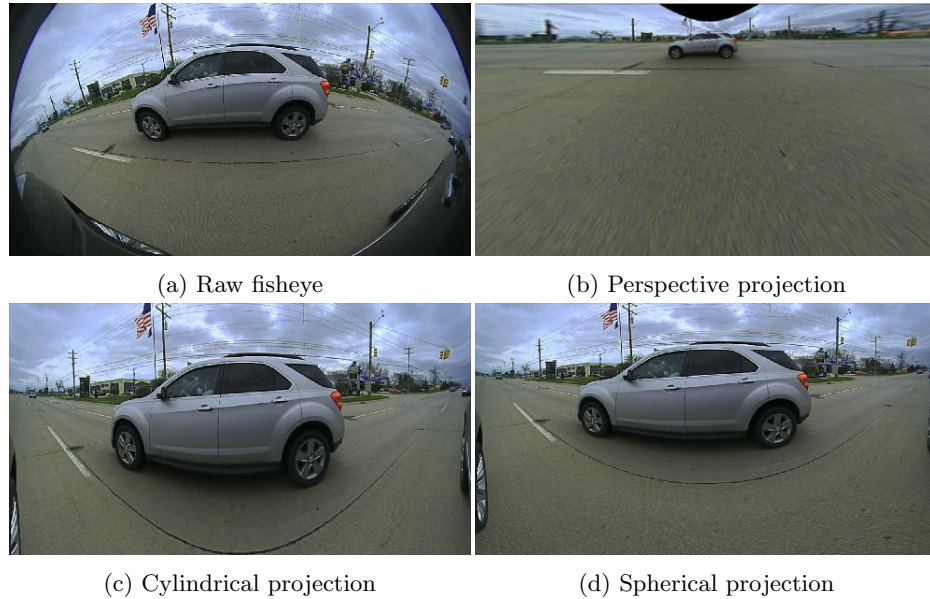 (a) Raw fisheye
(b) Perspective projection
(c) Cylindrical projection
(d) Spherical projection